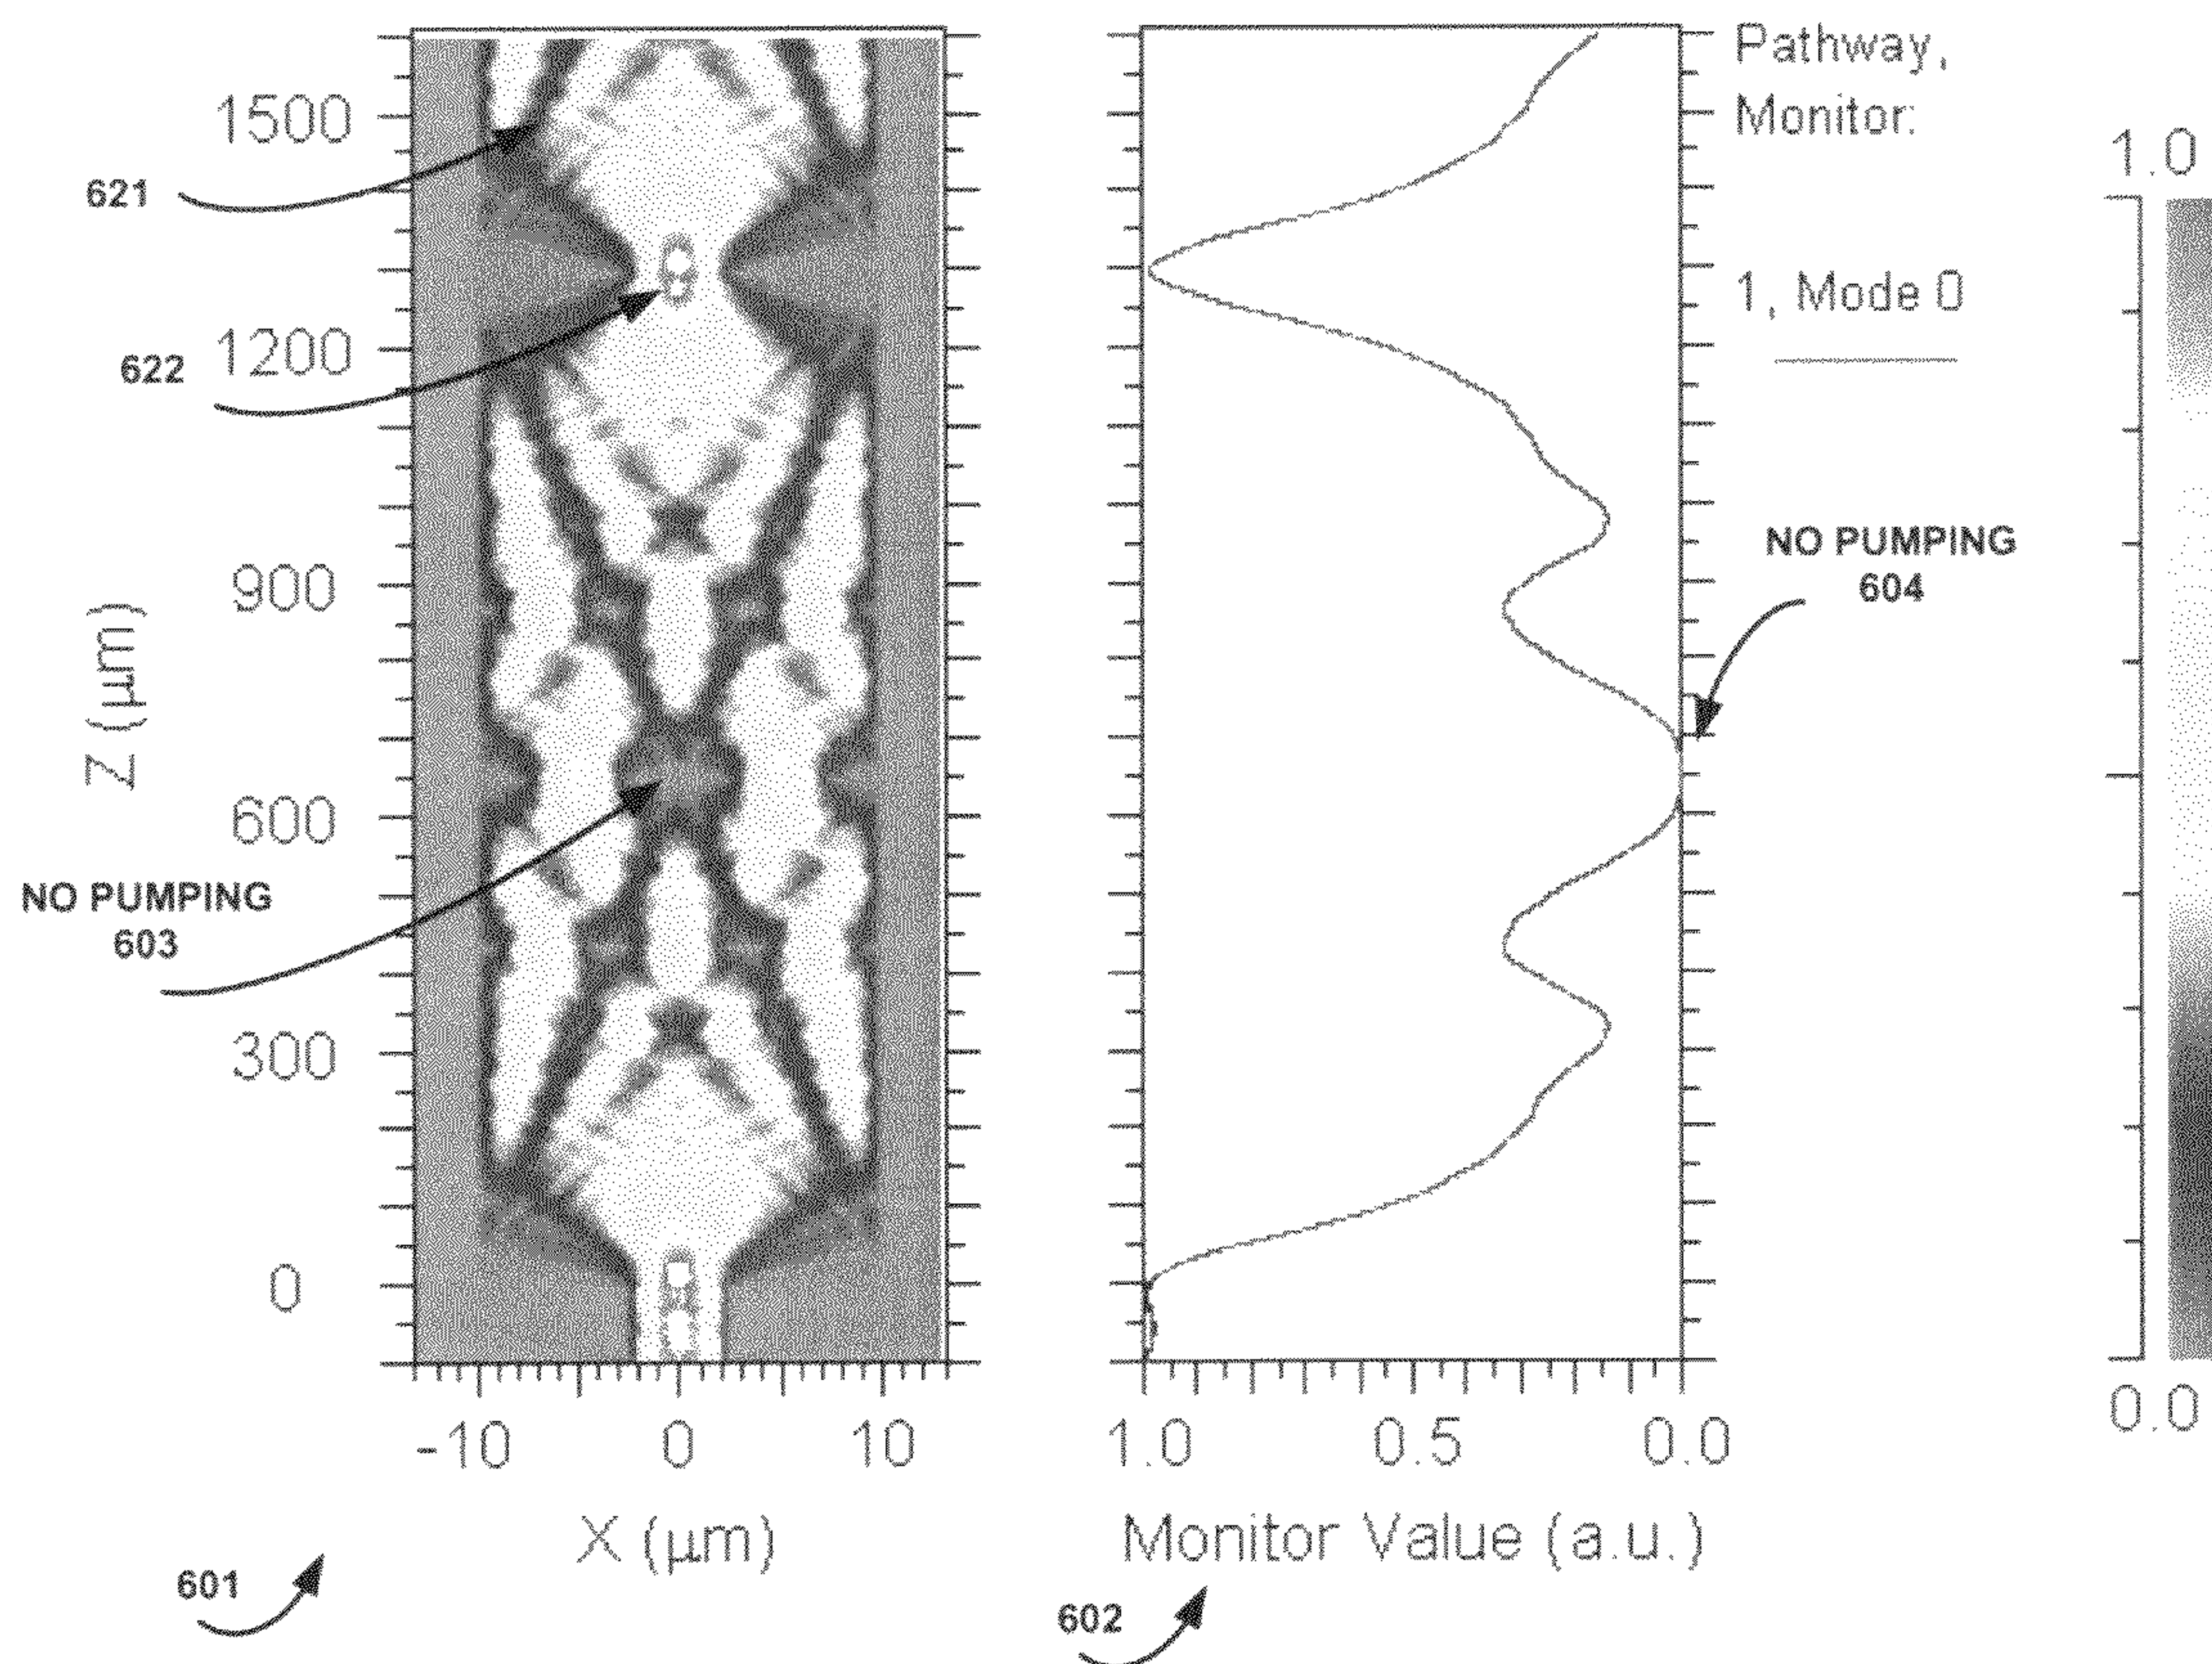 Pathway,
Monitor:
1, Mode 0
1.0
0.0
621
622
NO PUMPING
603
NO PUMPING
604
Z (μm)
1500
1200
900
600
300
0
-10 0 10
X (μm)
1.0 0.5 0.0
Monitor Value (a.u.)
601
602